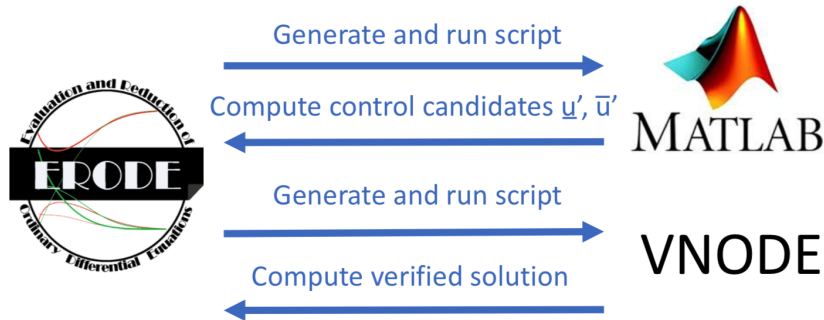 Generate and run script
Compute control candidates u̲’, u̅’
MATLAB
Evaluation and Reduction of
ERODE
Ordinary Differential Equations
Generate and run script
VNODE
Compute verified solution